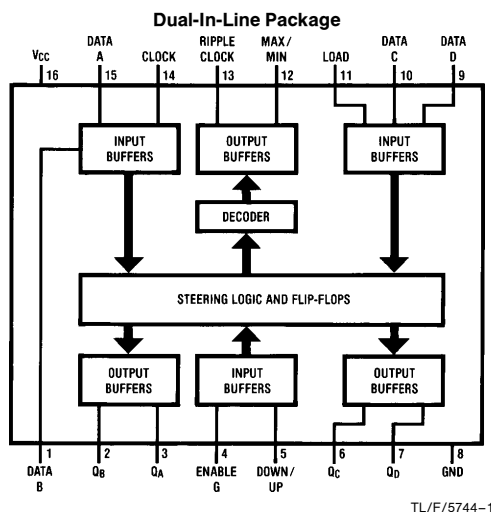 Dual-In-Line Package
DATA RIPPLE MAX/ DATA DATA
VCC A CLOCK CLOCK MIN LOAD C D
16 15 14 13 12 11 10 9
INPUT BUFFERS
OUTPUT BUFFERS
INPUT BUFFERS
DECODER
STEERING LOGIC AND FLIP-FLOPS
OUTPUT BUFFERS
INPUT BUFFERS
OUTPUT BUFFERS
1 2 3 4 5 6 7 8
DATA QB QA ENABLE DOWN/ QC QD GND
B G UP
TL/F/5744–1